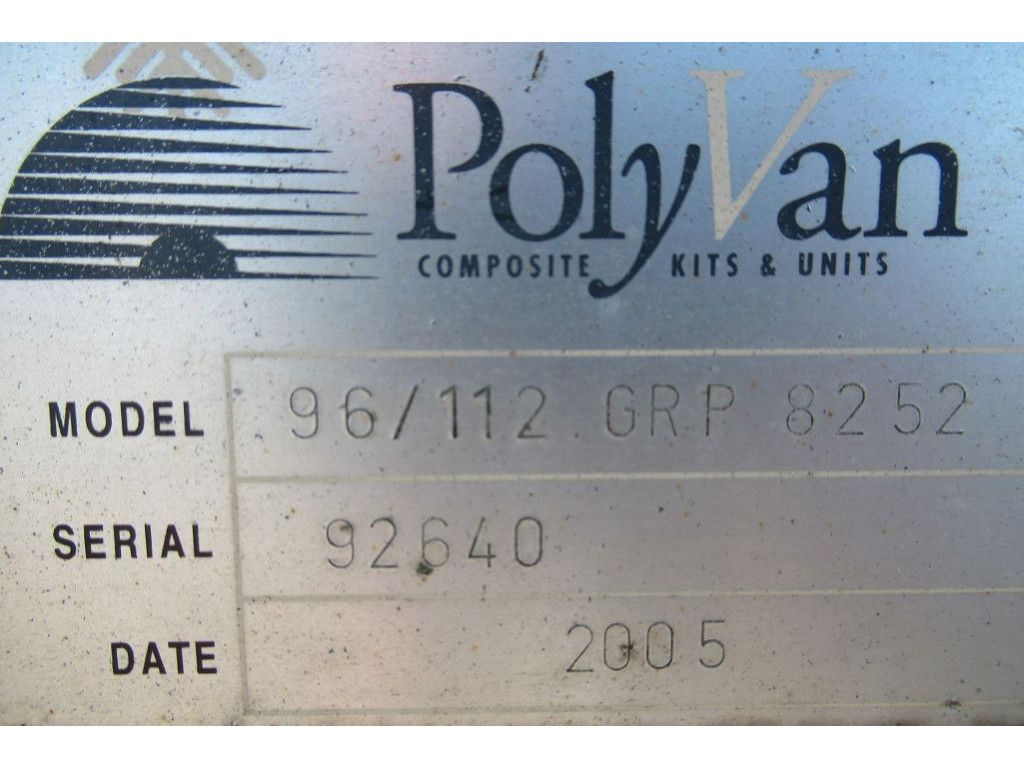 PolyVan
COMPOSITE KITS & UNITS
MODEL 96/112 GRP 8252
SERIAL 92640
DATE 2005